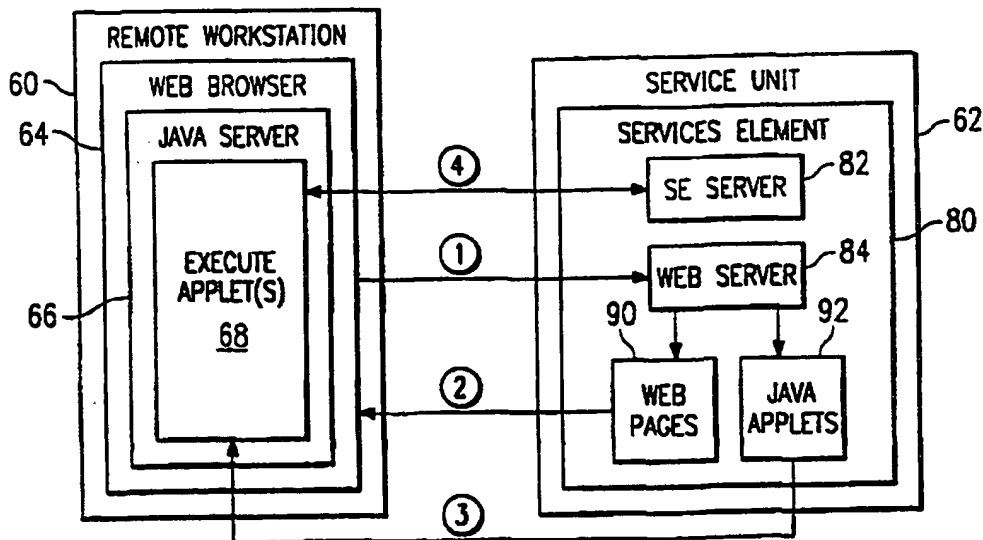 REMOTE WORKSTATION
60
WEB BROWSER
64
JAVA SERVER
EXECUTE
APPLET(S)
68
66
4
1
2
3
SERVICE UNIT
62
SERVICES ELEMENT
SE SERVER
82
80
WEB SERVER
84
90
92
WEB
PAGES
JAVA
APPLETS